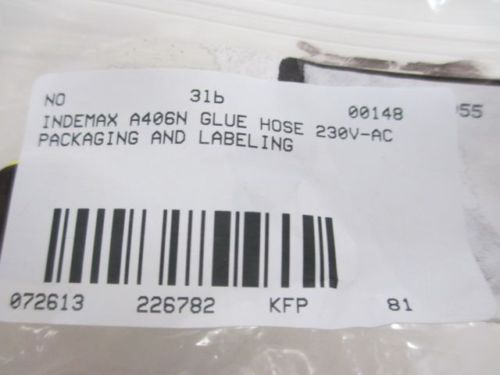 NO 31b 00148
INDEMAX A406N GLUE HOSE 230V-AC
PACKAGING AND LABELING
072613 226782 KFP 81
55